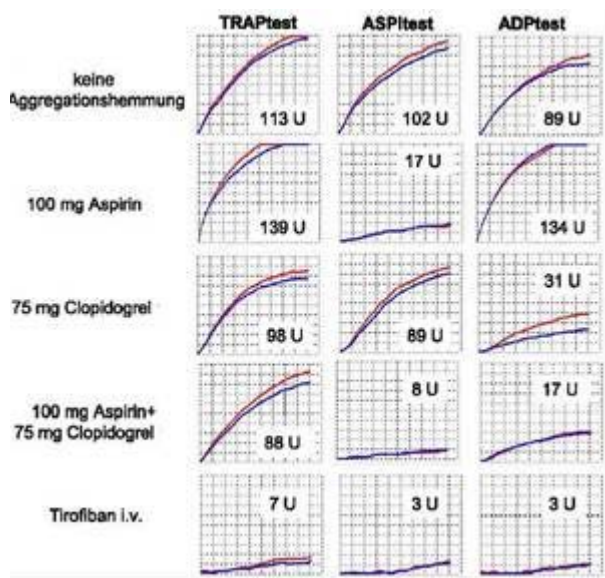 TRAPtest ASPItest ADPtest
keine
Aggregationshemmung
113 U 102 U 89 U
100 mg Aspirin
139 U 17 U 134 U
75 mg Clopidogrel
98 U 89 U 31 U
100 mg Aspirin+
75 mg Clopidogrel
88 U 8 U 17 U
Tirofiban i.v.
7 U 3 U 3 U